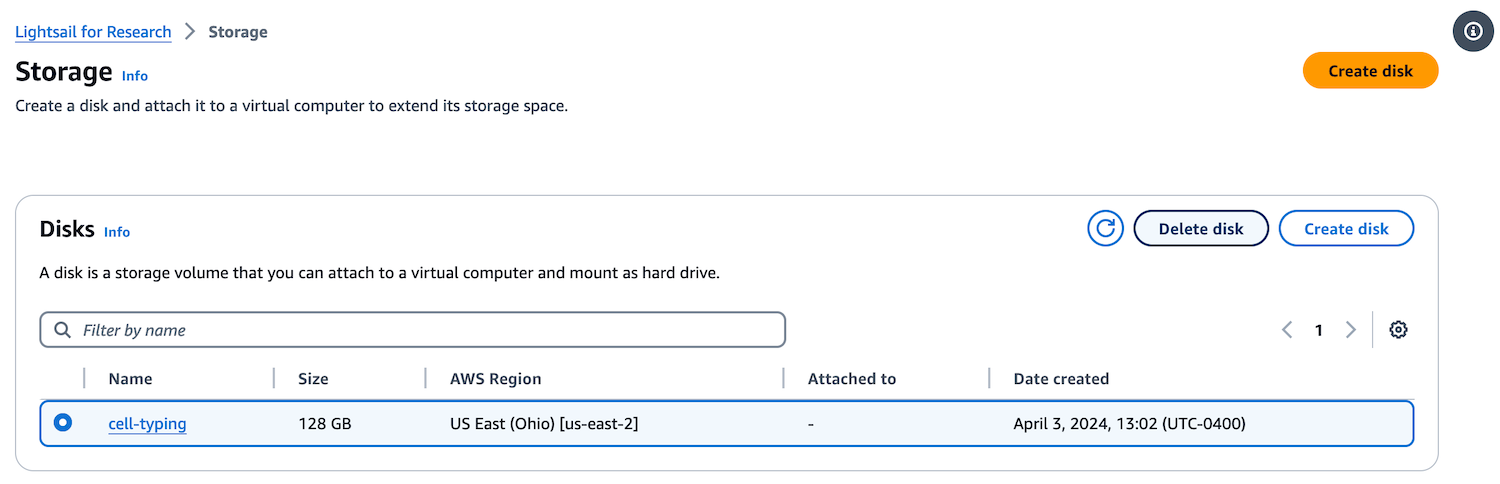 Lightsail for Research > Storage
Storage Info
Create disk
Create a disk and attach it to a virtual computer to extend its storage space.
Disks Info
Delete disk
Create disk
A disk is a storage volume that you can attach to a virtual computer and mount as hard drive.
Filter by name
1
Name Size AWS Region Attached to Date created
cell-typing 128 GB US East (Ohio) [us-east-2] - April 3, 2024, 13:02 (UTC-0400)